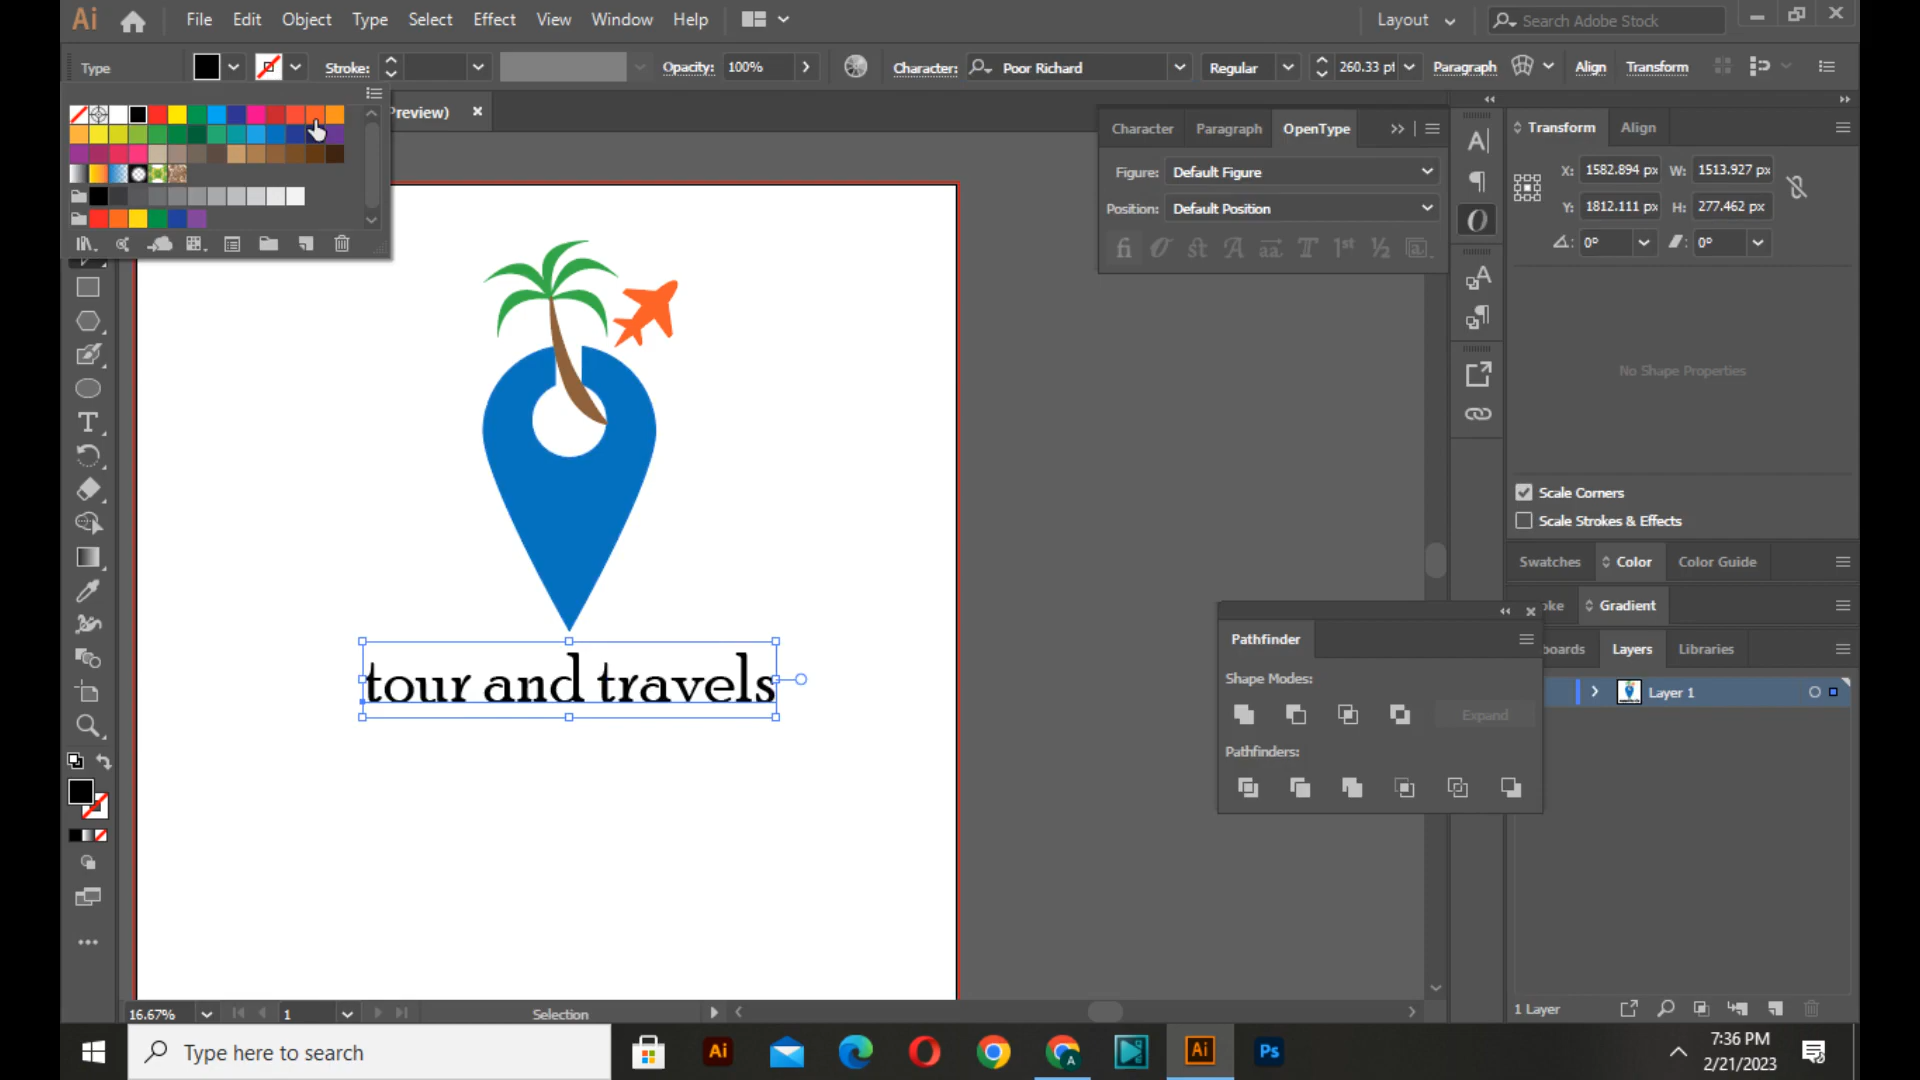 Ai File Edit Object Type Select Effect View Window Help Layout Search Adobe Stock
Type Stroke: Opacity: 100% Character: Poor Richard Regular 260.33 pt Paragraph Align Transform
Preview)
Character Paragraph OpenType
Transform Align
Figure: Default Figure
Position: Default Position
X: 1582.894 px W: 1513.927 px
Y: 1812.111 px H: 277.462 px
0° 0°
No Shape Properties
Scale Corners
Scale Strokes & Effects
Swatches Color Color Guide
Gradient
Layers Libraries
Layer 1
Pathfinder
Shape Modes:
Expand
Pathfinders:
tour and travels
16.67% 1 Selection
1 Layer
Type here to search
Ai Ai Ps
7:36 PM
2/21/2023